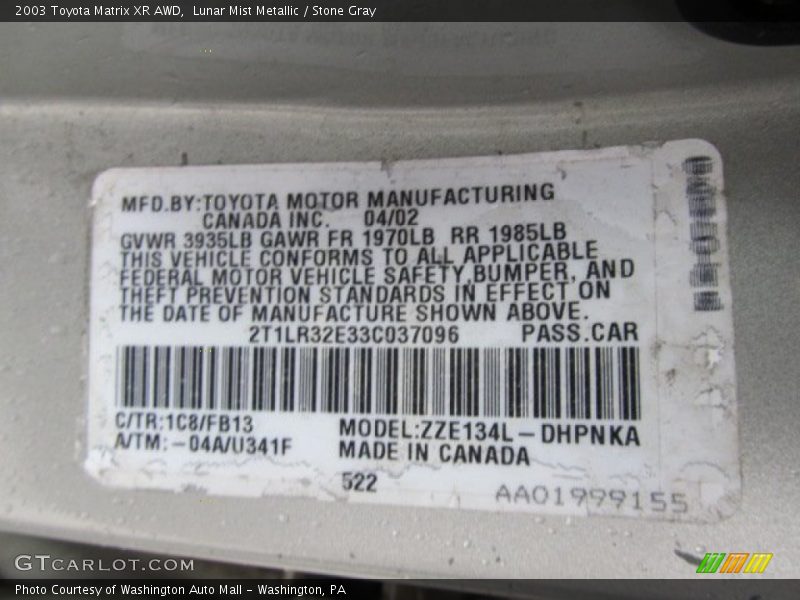 2003 Toyota Matrix XR AWD,  Lunar Mist Metallic / Stone Gray
MFD.BY:TOYOTA MOTOR MANUFACTURING
CANADA INC.   04/02
GVWR 3935LB GAWR FR 1970LB  RR 1985LB
THIS VEHICLE CONFORMS TO ALL APPLICABLE
FEDERAL MOTOR VEHICLE SAFETY,BUMPER, AND
THEFT PREVENTION STANDARDS IN EFFECT ON
THE DATE OF MANUFACTURE SHOWN ABOVE.
2T1LR32E33C037096   PASS.CAR
C/TR:1C8/FB13   MODEL:ZZE134L-DHPNKA
A/TM:-04A/U341F   MADE IN CANADA
522   AA01999155
GTCARLOT.COM
Photo Courtesy of Washington Auto Mall - Washington, PA